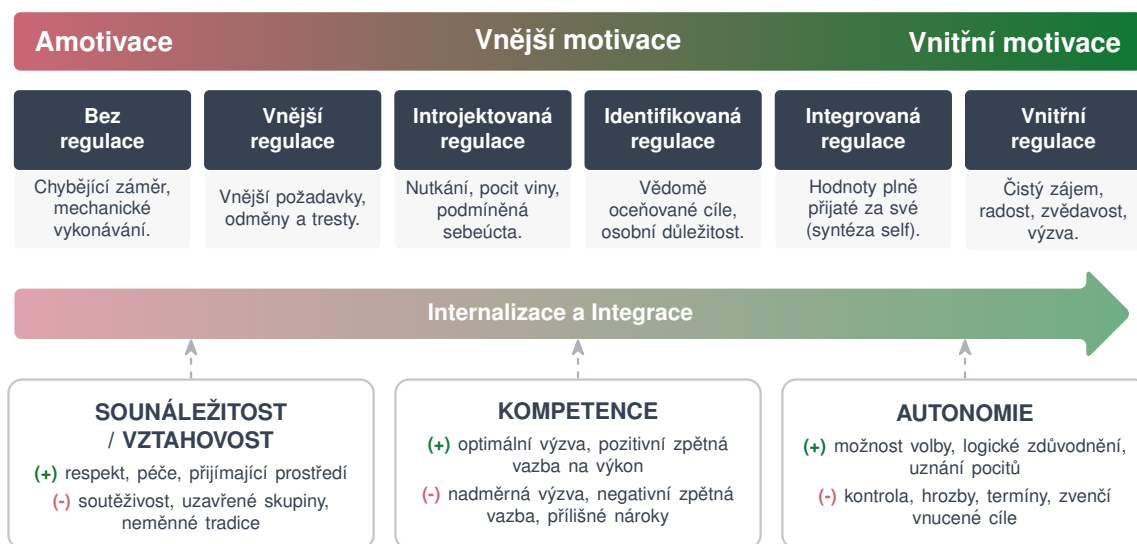 Amotivace
Vnější motivace
Vnitřní motivace
Bez
regulace
Vnější
regulace
Introjektovaná
regulace
Identifikovaná
regulace
Integrovaná
regulace
Vnitřní
regulace
Chybějící záměr,
mechanické
vykonávání.
Vnější požadavky,
odměny a tresty.
Nutkání, pocit viny,
podmíněná
sebeúcta.
Vědomě
oceňované cíle,
osobní důležitost.
Hodnoty plně
přijaté za své
(syntéza self).
Čistý zájem,
radost, zvědavost,
výzva.
Internalizace a Integrace
SOUNÁLEŽITOST
/ VZTAHOVOST
(+) respekt, péče, přijímající prostředí
(-) soutěživost, uzavřené skupiny,
neměnné tradice
KOMPETENCE
(+) optimální výzva, pozitivní zpětná
vazba na výkon
(-) nadměrná výzva, negativní zpětná
vazba, přílišné nároky
AUTONOMIE
(+) možnost volby, logické zdůvodnění,
uznání pocitů
(-) kontrola, hrozby, termíny, zvenčí
vnucené cíle